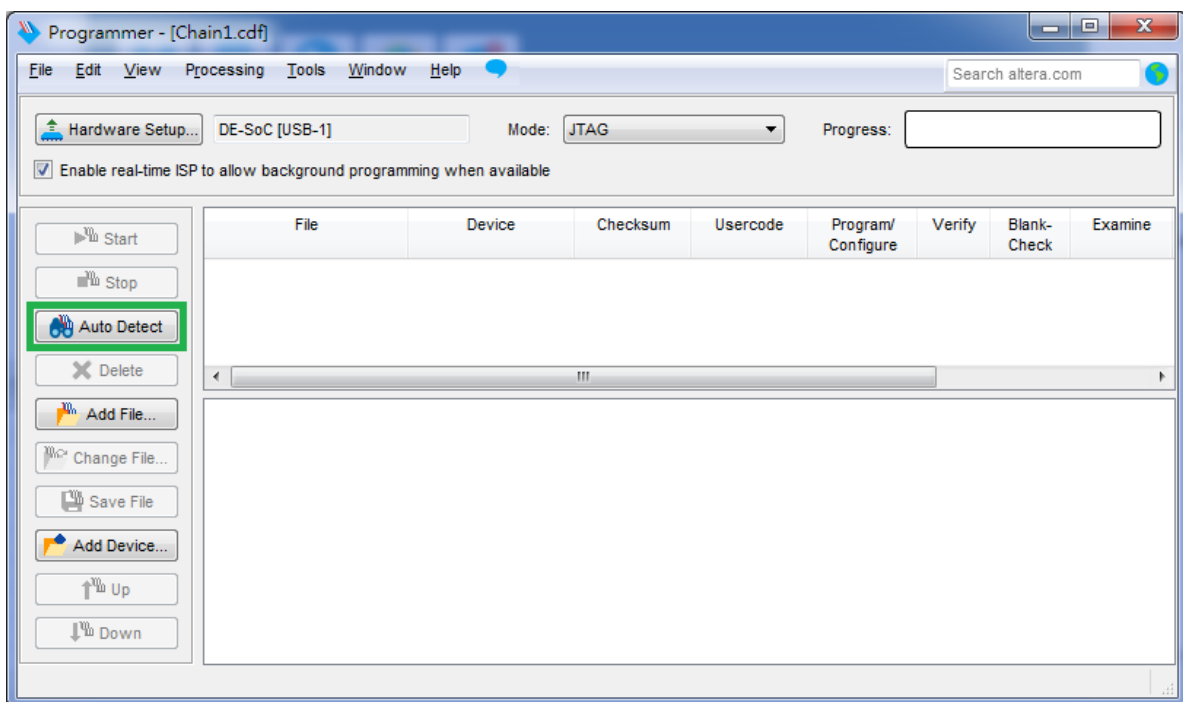 Programmer - [Chain1.cdf]
File Edit View Processing Tools Window Help
Search altera.com
Hardware Setup... DE-SoC [USB-1] Mode: JTAG Progress:
Enable real-time ISP to allow background programming when available
File Device Checksum Usercode Program/ Configure Verify Blank- Check Examine
Start
Stop
Auto Detect
Delete
Add File...
Change File...
Save File
Add Device...
Up
Down